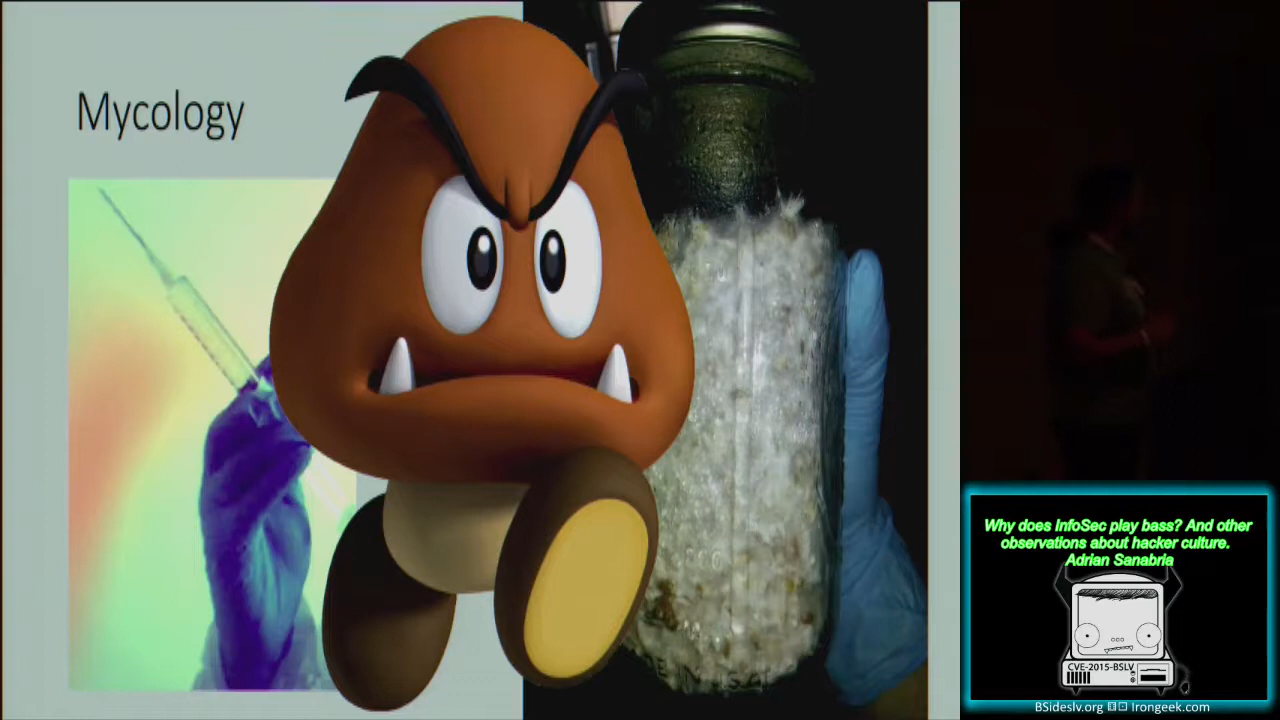 Mycology
Why does InfoSec play bass? And other
observations about hacker culture.
Adrian Sanabria
CVE-2015-BSLV
BSideslv.org ⚅⚀ Irongeek.com